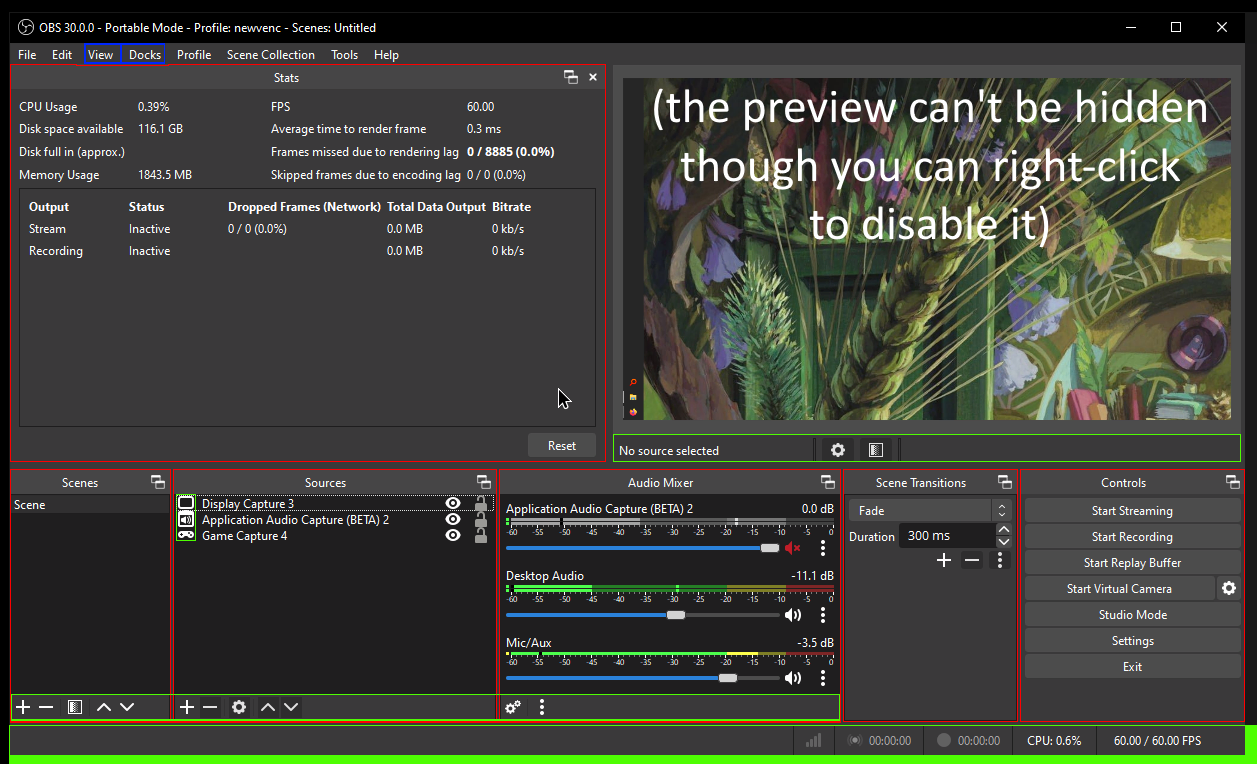 OBS 30.0.0 - Portable Mode - Profile: newvenc - Scenes: Untitled
File Edit View Docks Profile Scene Collection Tools Help
Stats
CPU Usage 0.39% FPS 60.00
Disk space available 116.1 GB Average time to render frame 0.3 ms
Disk full in (approx.) Frames missed due to rendering lag 0 / 8885 (0.0%)
Memory Usage 1843.5 MB Skipped frames due to encoding lag 0 / 0 (0.0%)
Output Status Dropped Frames (Network) Total Data Output Bitrate
Stream Inactive 0 / 0 (0.0%) 0.0 MB 0 kb/s
Recording Inactive 0.0 MB 0 kb/s
Reset
(the preview can't be hidden
though you can right-click
to disable it)
No source selected
Scenes
Scene
Sources
Display Capture 3
Application Audio Capture (BETA) 2
Game Capture 4
Audio Mixer
Application Audio Capture (BETA) 2 0.0 dB
-60 -55 -50 -45 -40 -35 -30 -25 -20 -15 -10 -5 0
Desktop Audio -11.1 dB
-60 -55 -50 -45 -40 -35 -30 -25 -20 -15 -10 -5 0
Mic/Aux -3.5 dB
-60 -55 -50 -45 -40 -35 -30 -25 -20 -15 -10 -5 0
Scene Transitions
Fade
Duration 300 ms
Controls
Start Streaming
Start Recording
Start Replay Buffer
Start Virtual Camera
Studio Mode
Settings
Exit
00:00:00 00:00:00 CPU: 0.6% 60.00 / 60.00 FPS